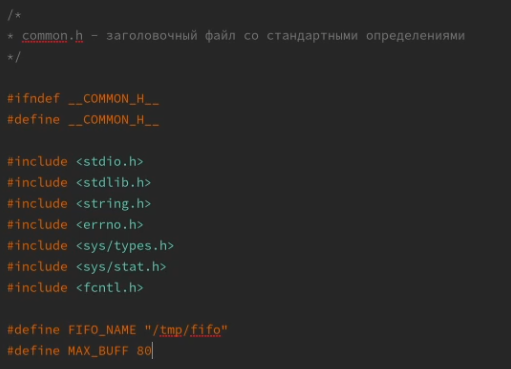 /*
* common.h – заголовочный файл со стандартными определениями
*/
#ifndef __COMMON_H__
#define __COMMON_H__
#include <stdio.h>
#include <stdlib.h>
#include <string.h>
#include <errno.h>
#include <sys/types.h>
#include <sys/stat.h>
#include <fcntl.h>
#define FIFO_NAME "/tmp/fifo"
#define MAX_BUFF 80